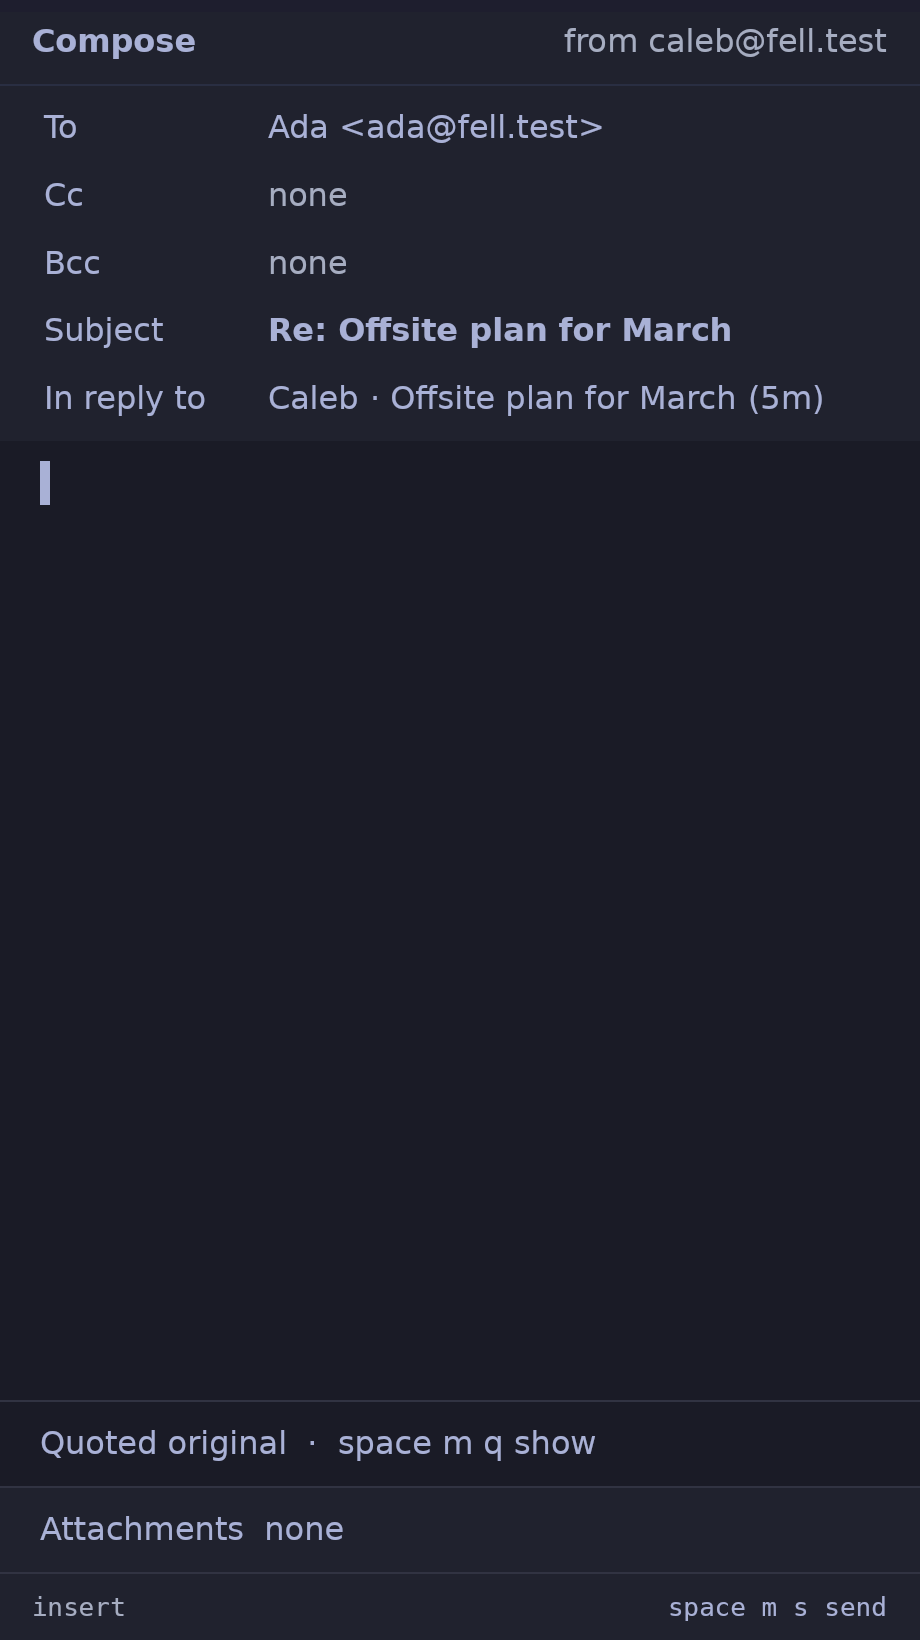 Compose from caleb@fell.test
To Ada <ada@fell.test>
Cc none
Bcc none
Subject Re: Offsite plan for March
In reply to Caleb · Offsite plan for March (5m)
Quoted original · space m q show
Attachments none
insert space m s send